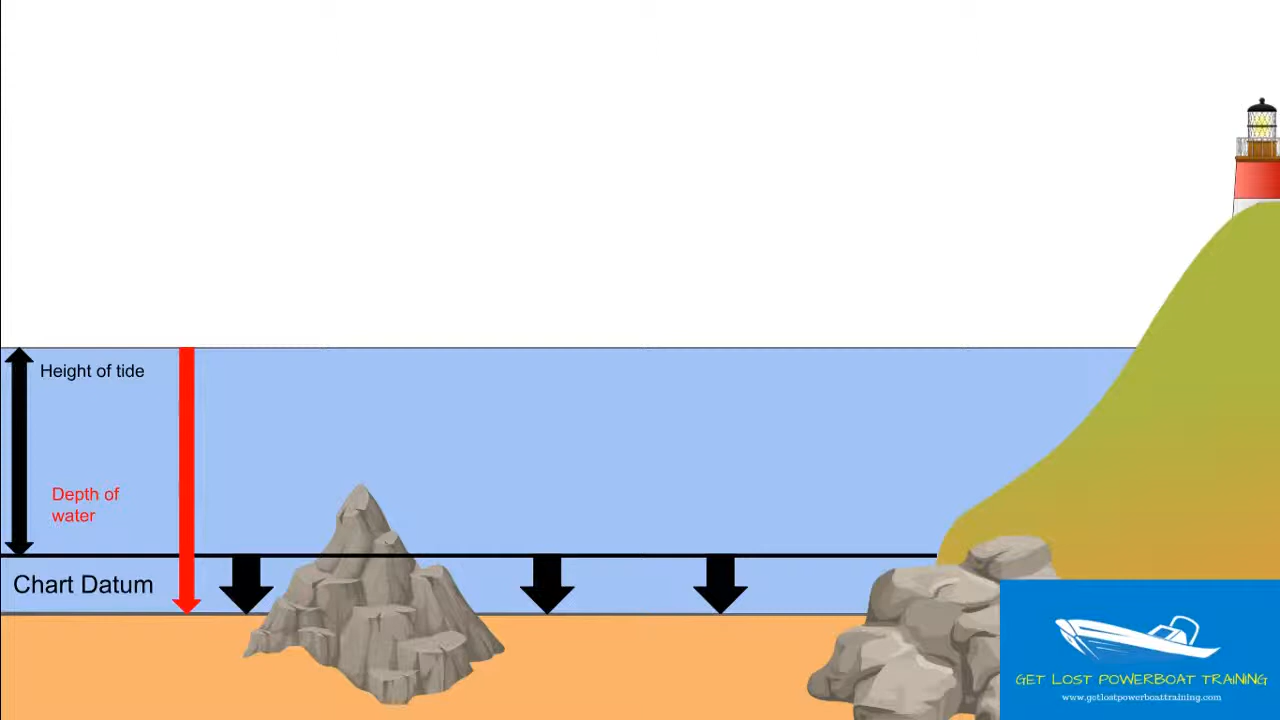 Height of tide
Depth of
water
Chart Datum
GET LOST POWERBOAT TRAINING
www.getlostpowerboattraining.com